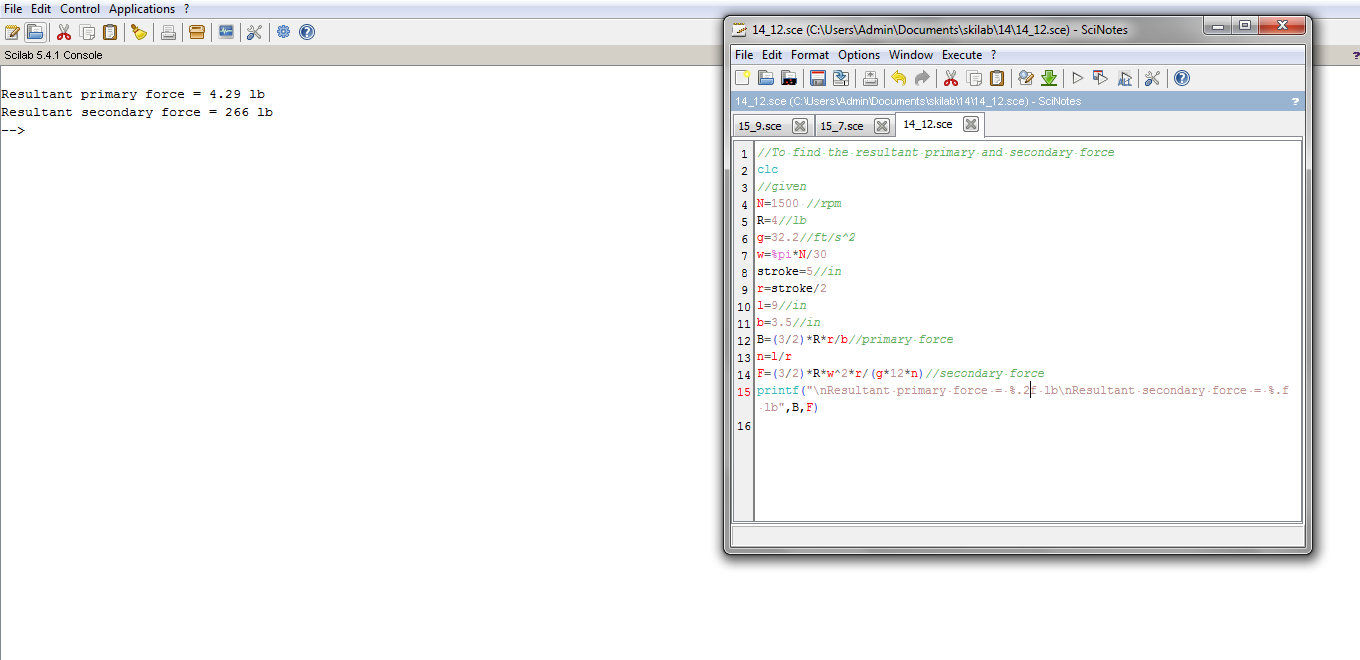 File Edit Control Applications ?
Scilab 5.4.1 Console
?
Resultant primary force = 4.29 lb
Resultant secondary force = 266 lb
-->
14_12.sce (C:\Users\Admin\Documents\skilab\14\14_12.sce) - SciNotes
File Edit Format Options Window Execute ?
14_12.sce (C:\Users\Admin\Documents\skilab\14\14_12.sce) - SciNotes ?
15_9.sce 15_7.sce 14_12.sce
1 //To find the resultant primary and secondary force
2 clc
3 //given
4 N=1500 //rpm
5 R=4//lb
6 g=32.2//ft/s^2
7 w=%pi*N/30
8 stroke=5//in
9 r=stroke/2
10 l=9//in
11 b=3.5//in
12 B=(3/2)*R*r/b//primary force
13 n=l/r
14 F=(3/2)*R*w^2*r/(g*12*n)//secondary force
15 printf("\nResultant primary force = %.2f lb\nResultant secondary force = %.f
lb",B,F)
16